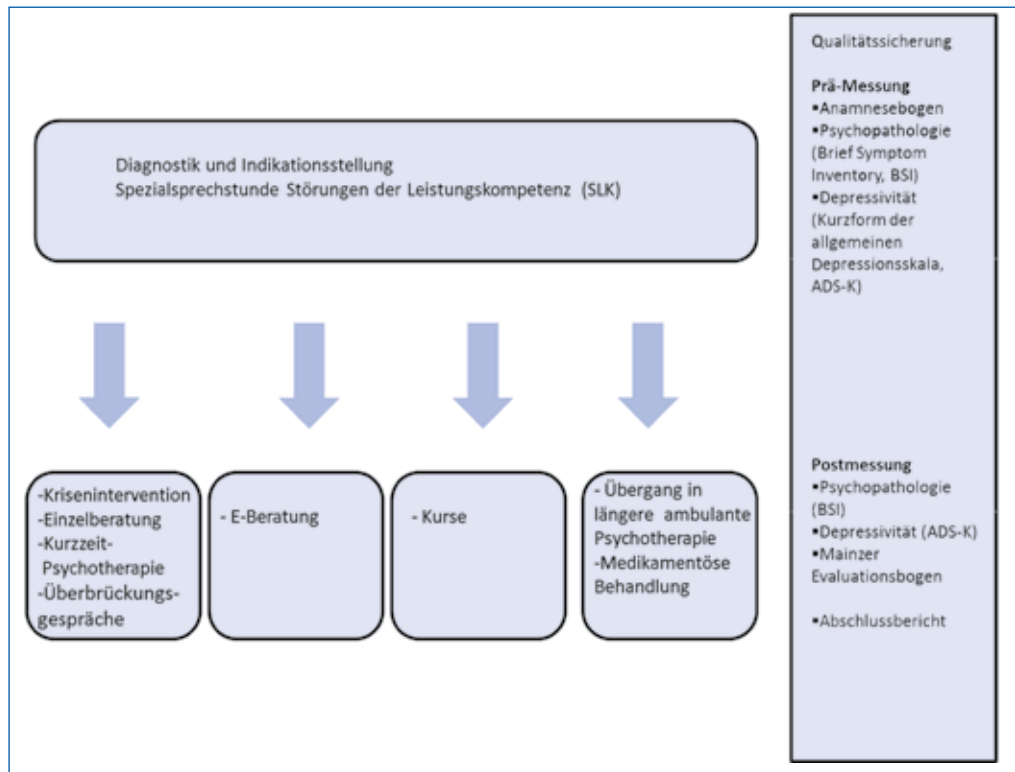 Diagnostik und Indikationsstellung
Spezialsprechstunde Störungen der Leistungskompetenz (SLK)
-Krisenintervention
-Einzelberatung
-Kurzzeit-
Psychotherapie
-Überbrückungs-
gespräche
- E-Beratung
- Kurse
- Übergang in
längere ambulante
Psychotherapie
-Medikamentöse
Behandlung
Qualitätssicherung
Prä-Messung
▪Anamnesebogen
▪Psychopathologie
(Brief Symptom
Inventory, BSI)
▪Depressivität
(Kurzform der
allgemeinen
Depressionsskala,
ADS-K)
Postmessung
▪Psychopathologie
(BSI)
▪Depressivität (ADS-K)
▪Mainzer
Evaluationsbogen
▪Abschlussbericht